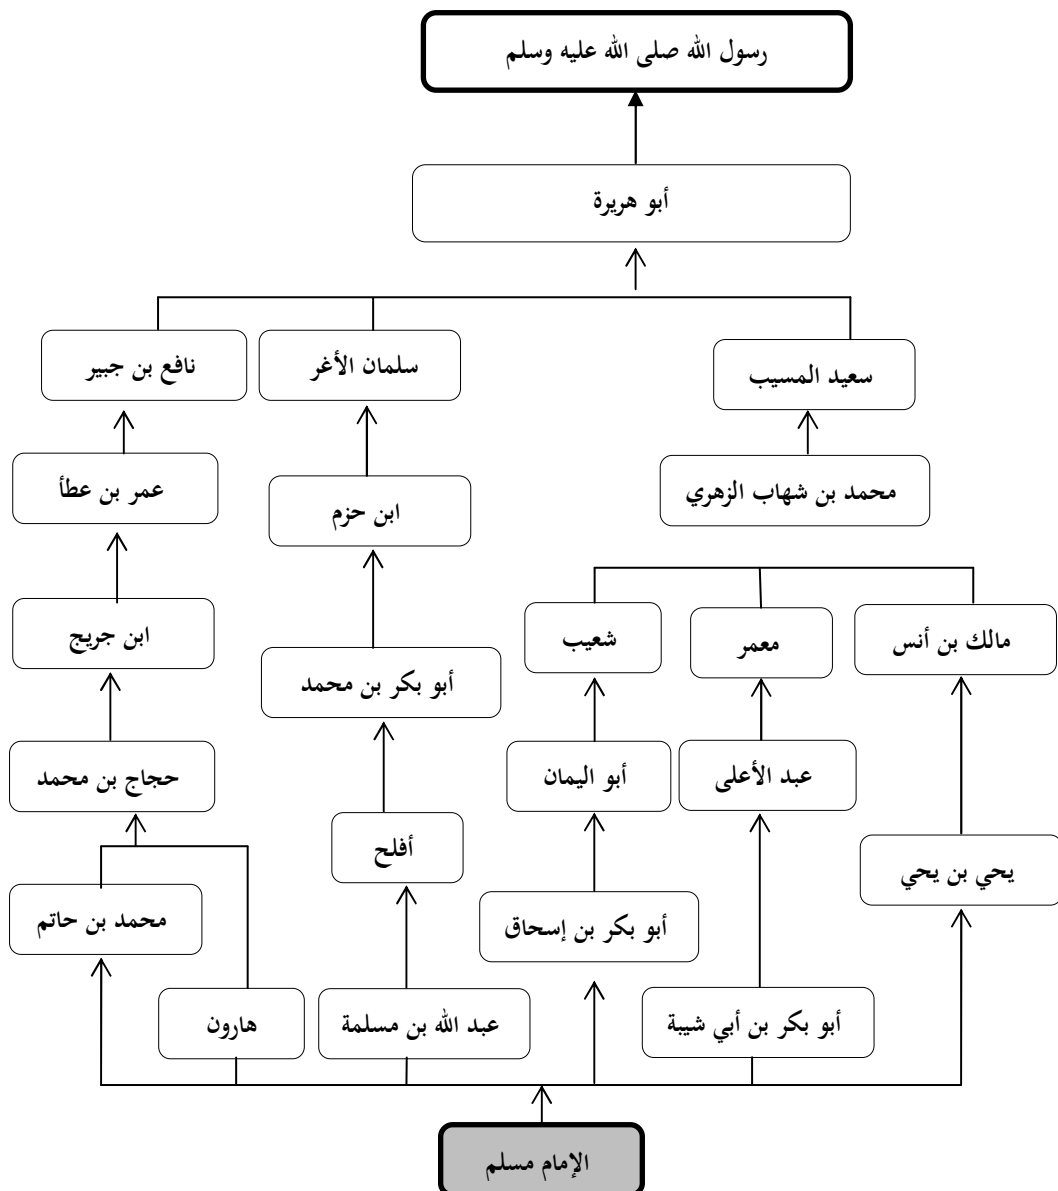 رسول الله صلى الله عليه وسلم
أبو هريرة
سعيد المسيب
سلمان الأغر
نافع بن جبير
محمد بن شهاب الزهري
ابن حزم
عمر بن عطأ
مالك بن أنس
معمر
شعيب
أبو بكر بن محمد
ابن جريج
عبد الأعلى
أبو اليمان
حجاج بن محمد
أفلح
يحي بن يحي
أبو بكر بن إسحاق
محمد بن حاتم
أبو بكر بن أبي شيبة
عبد الله بن مسلمة
هارون
الإمام مسلم